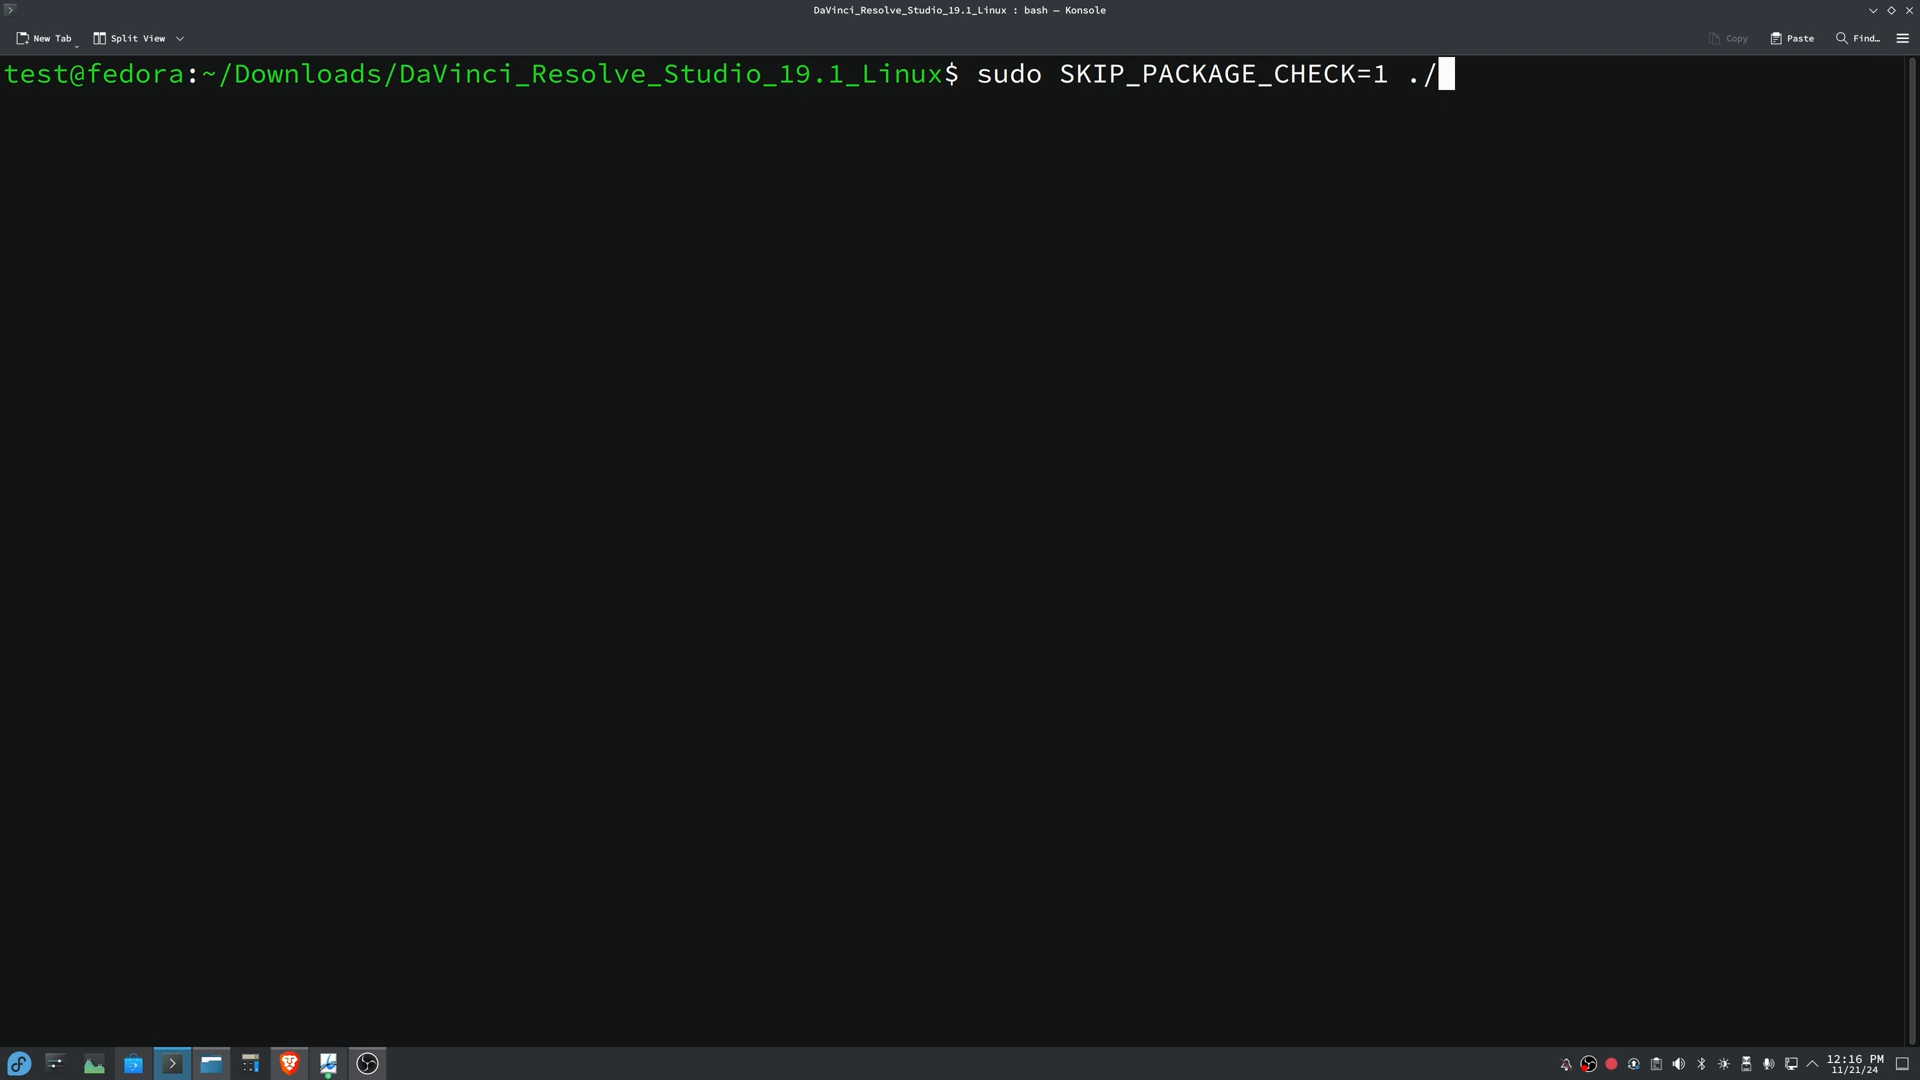 DaVinci_Resolve_Studio_19.1_Linux : bash — Konsole
New Tab
Split View
Copy
Paste
Find...
test@fedora:~/Downloads/DaVinci_Resolve_Studio_19.1_Linux$ sudo SKIP_PACKAGE_CHECK=1 ./
12:16 PM
11/21/24